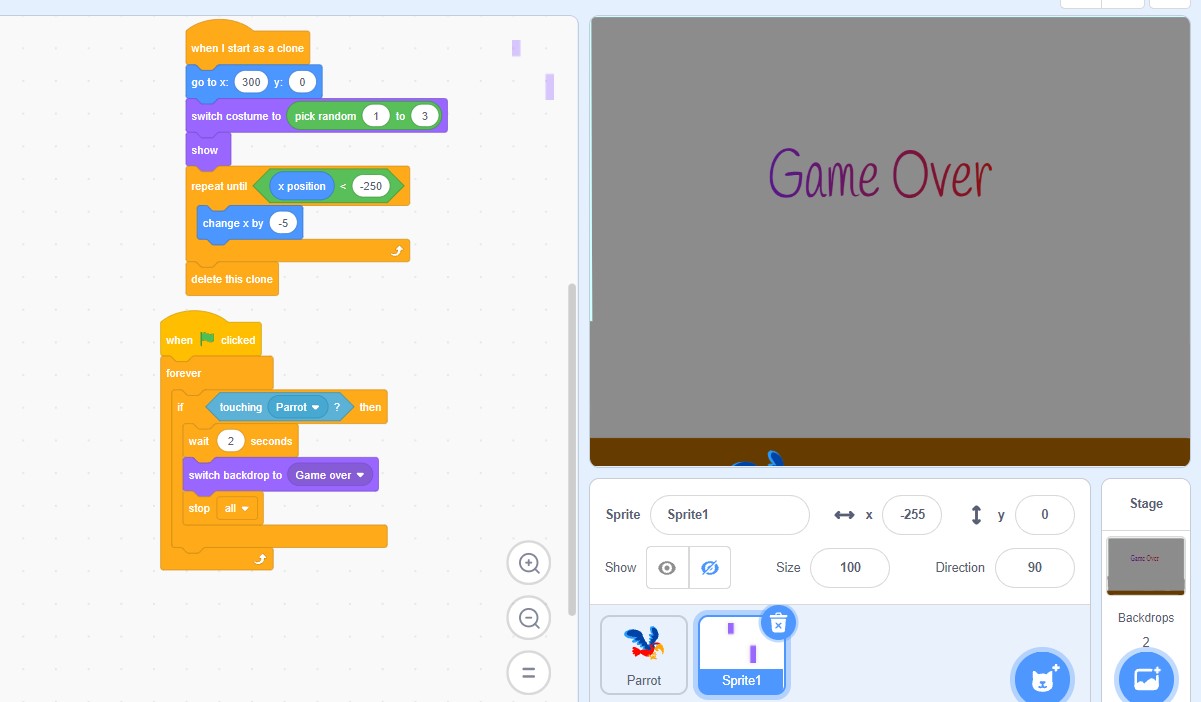 when I start as a clone
go to x: 300 y: 0
switch costume to pick random 1 to 3
show
repeat until x position < -250
change x by -5
delete this clone
when clicked
forever
if touching Parrot ? then
wait 2 seconds
switch backdrop to Game over
stop all
Game Over
Sprite Sprite1 x -255 y 0
Show Size 100 Direction 90
Parrot
Sprite1
Stage
Game Over
Backdrops
2